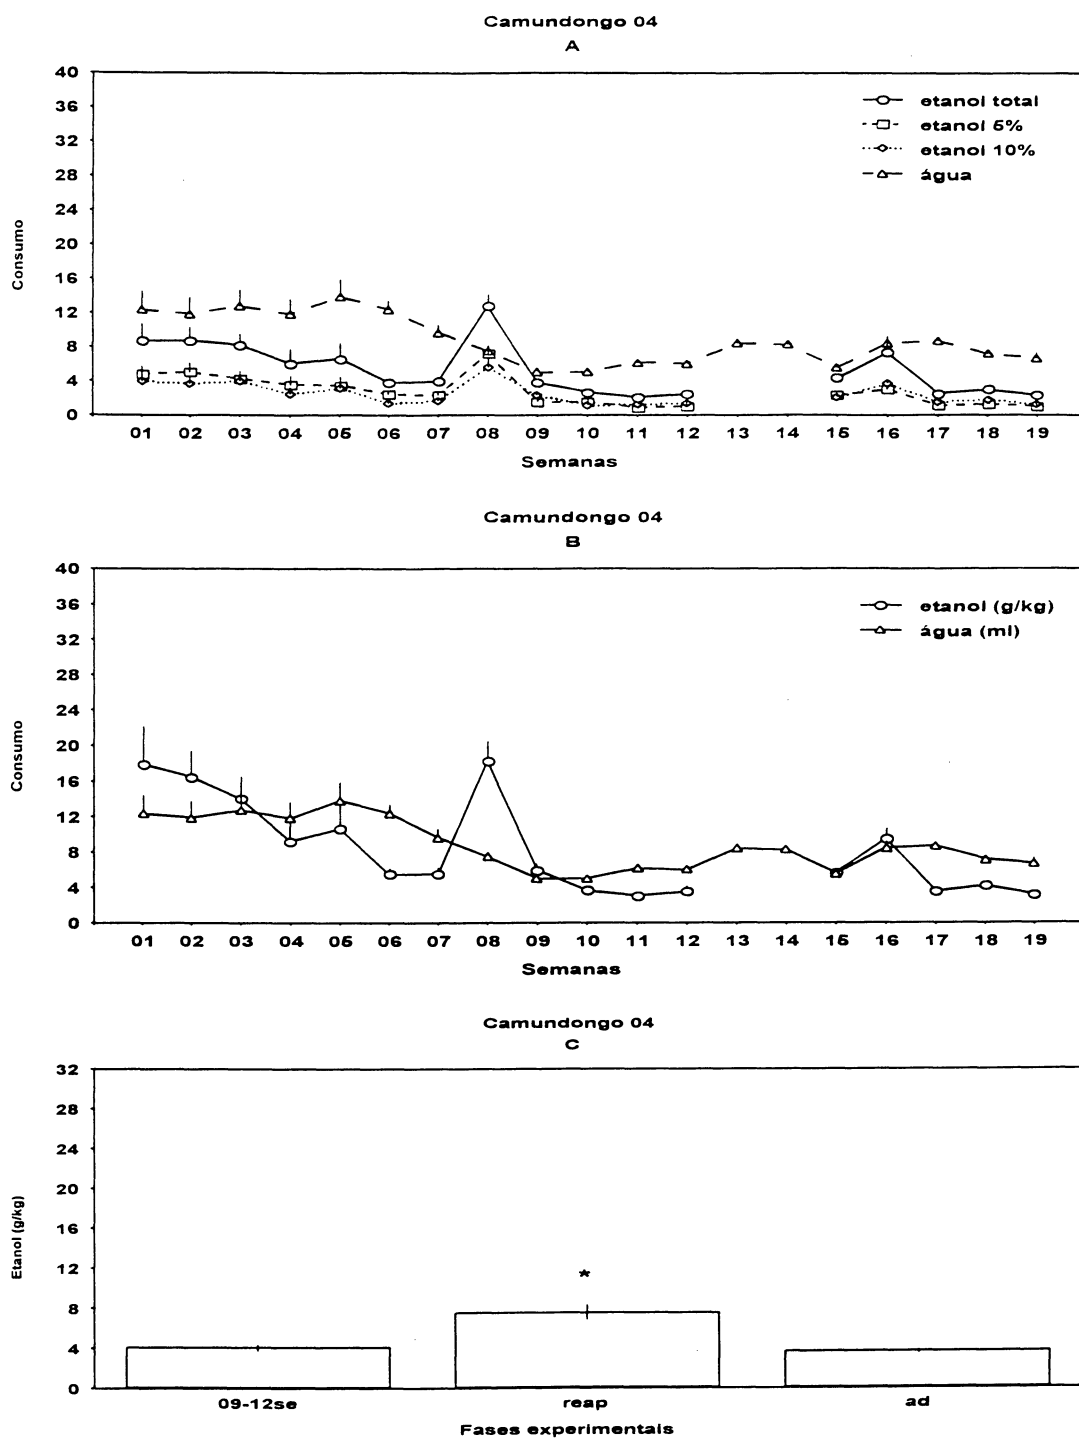 Camundongo 04
A
40
36
32
28
24
20
16
12
8
4
0
Consumo
etanol total
etanol 5%
etanol 10%
água
01 02 03 04 05 06 07 08 09 10 11 12 13 14 15 16 17 18 19
Semanas
Camundongo 04
B
40
36
32
28
24
20
16
12
8
4
0
Consumo
etanol (g/kg)
água (ml)
01 02 03 04 05 06 07 08 09 10 11 12 13 14 15 16 17 18 19
Semanas
Camundongo 04
C
32
28
24
20
16
12
8
4
0
Etanol (g/kg)
*
09-12se reap ad
Fases experimentais